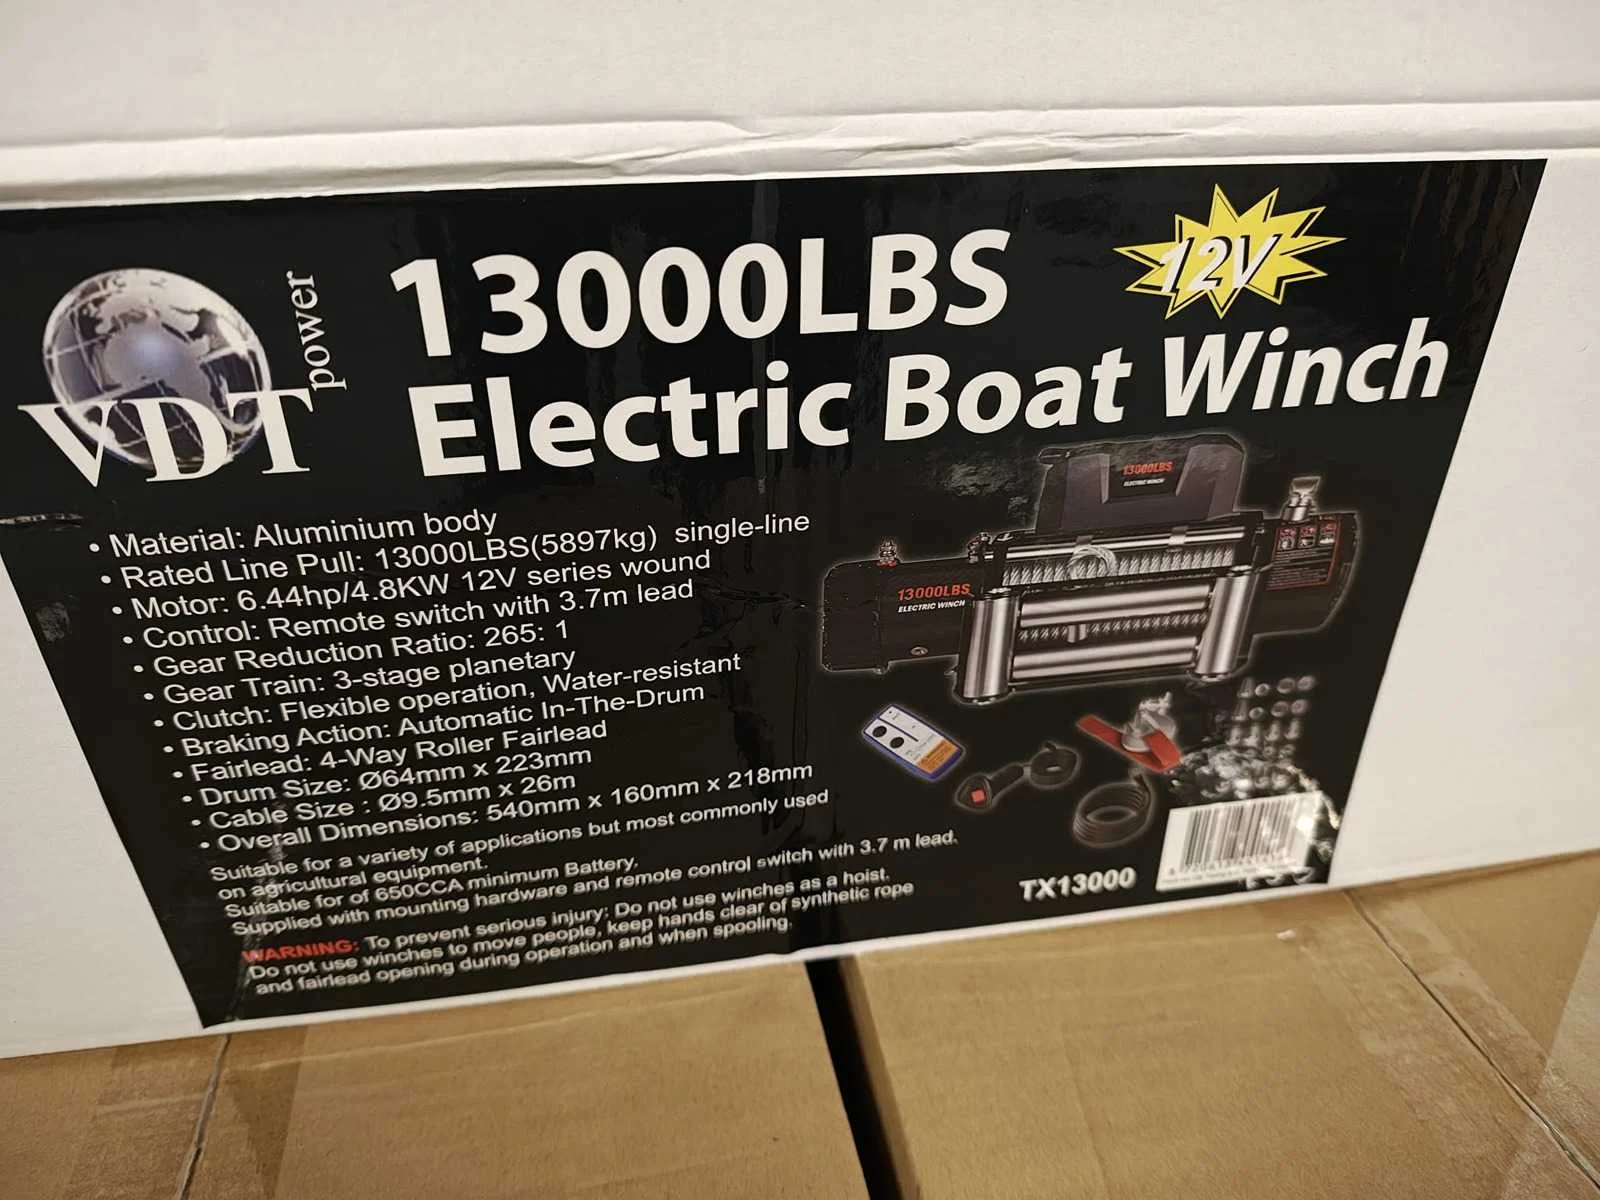 VDT power
13000LBS
12V
Electric Boat Winch
• Material: Aluminium body
• Rated Line Pull: 13000LBS(5897kg) single-line
• Motor: 6.44hp/4.8KW 12V series wound
• Control: Remote switch with 3.7m lead
• Gear Reduction Ratio: 265: 1
• Gear Train: 3-stage planetary
• Clutch: Flexible operation, Water-resistant
• Braking Action: Automatic In-The-Drum
• Fairlead: 4-Way Roller Fairlead
• Drum Size: Ø64mm x 223mm
• Cable Size : Ø9.5mm x 26m
• Overall Dimensions: 540mm x 160mm x 218mm
Suitable for a variety of applications but most commonly used
on agricultural equipment.
Suitable for of 650CCA minimum Battery,
Supplied with mounting hardware and remote control switch with 3.7 m lead.
WARNING: To prevent serious injury: Do not use winches as a hoist.
Do not use winches to move people, keep hands clear of synthetic rope
and fairlead opening during operation and when spooling.
13000LBS
ELECTRIC WINCH
13000LBS
ELECTRIC WINCH
TX13000